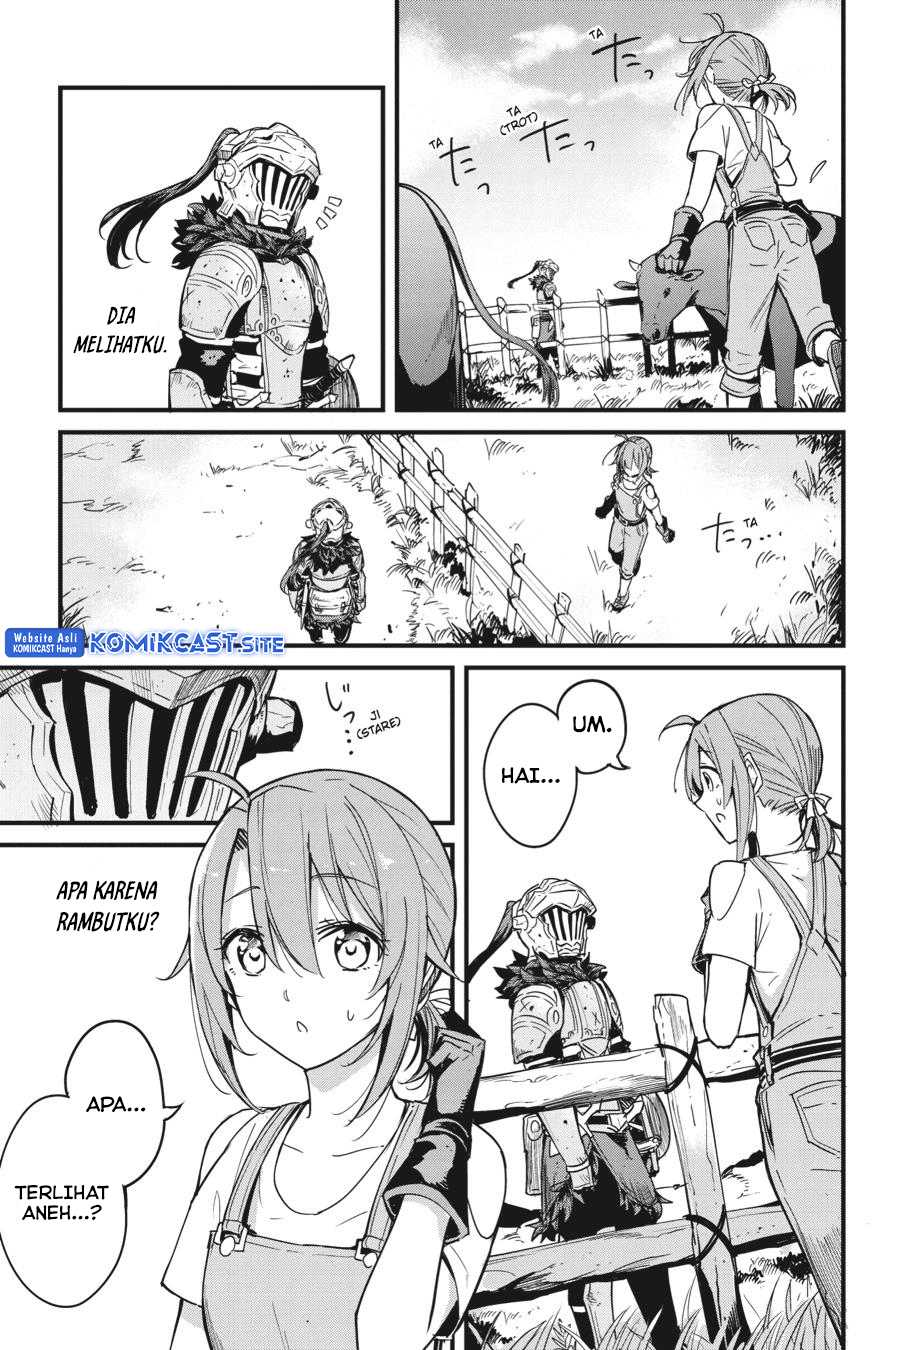 TA
たっ
TA
(TROT)
たっ
TA
たっ
DIA
MELIHATKU.
TA
たっ…
Website Asli
KOMIKCAST Hanya
KOMIKCAST.SITE
UM.
HAI...
じっ…
JI
(STARE)
APA KARENA
RAMBUTKU?
APA...
TERLIHAT
ANEH...?